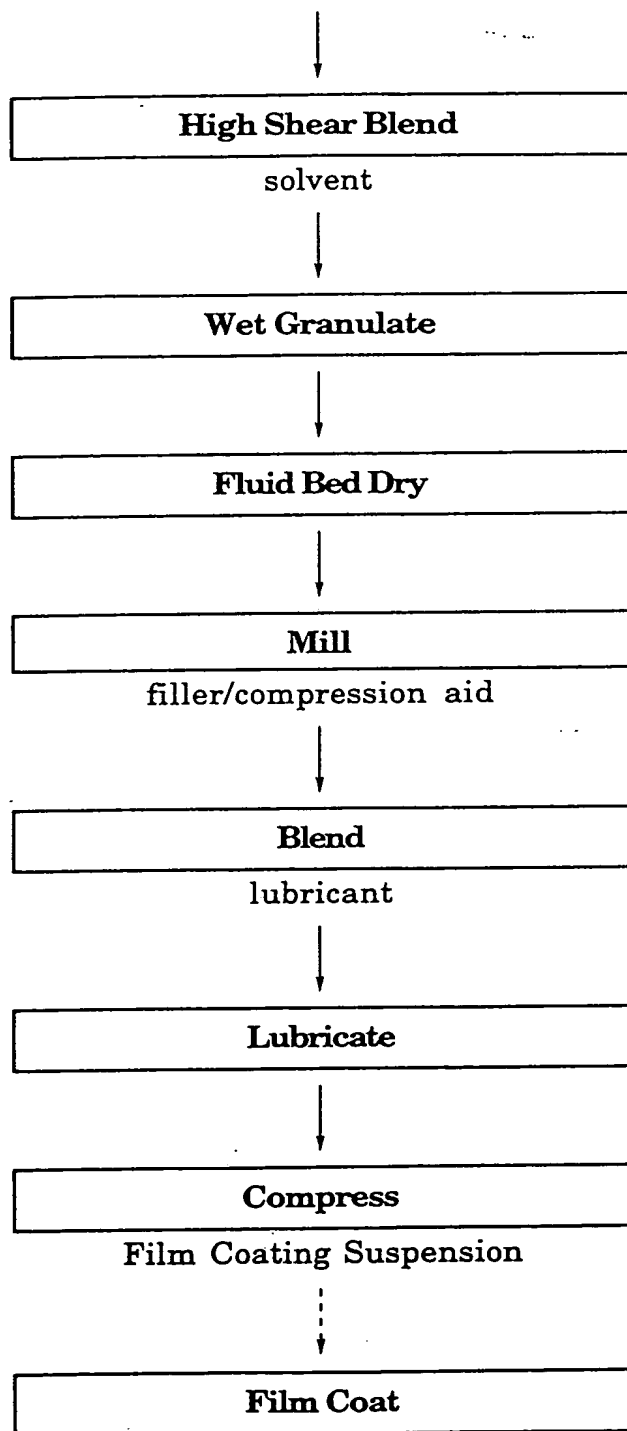 High Shear Blend
solvent
Wet Granulate
Fluid Bed Dry
Mill
filler/compression aid
Blend
lubricant
Lubricate
Compress
Film Coating Suspension
Film Coat